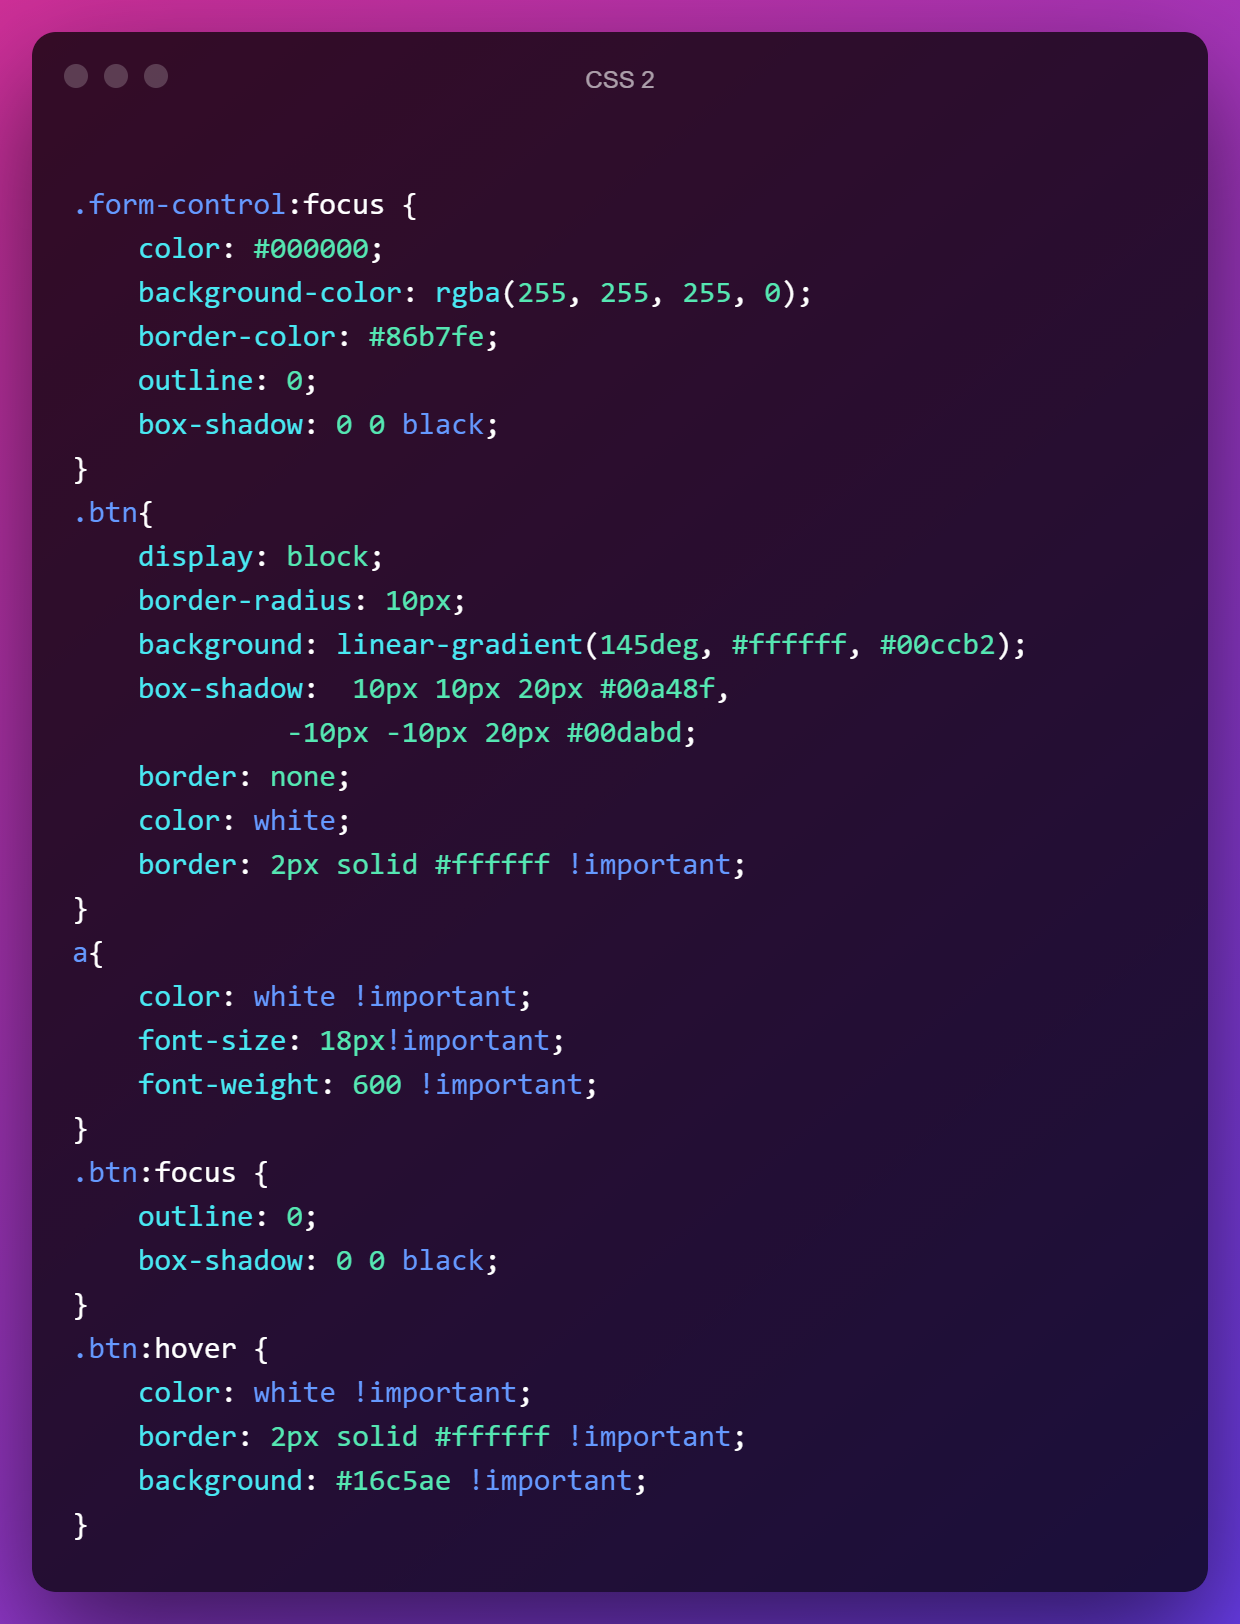 CSS 2
.form-control:focus {
    color: #000000;
    background-color: rgba(255, 255, 255, 0);
    border-color: #86b7fe;
    outline: 0;
    box-shadow: 0 0 black;
}
.btn{
    display: block;
    border-radius: 10px;
    background: linear-gradient(145deg, #ffffff, #00ccb2);
    box-shadow:  10px 10px 20px #00a48f,
             -10px -10px 20px #00dabd;
    border: none;
    color: white;
    border: 2px solid #ffffff !important;
}
a{
    color: white !important;
    font-size: 18px!important;
    font-weight: 600 !important;
}
.btn:focus {
    outline: 0;
    box-shadow: 0 0 black;
}
.btn:hover {
    color: white !important;
    border: 2px solid #ffffff !important;
    background: #16c5ae !important;
}